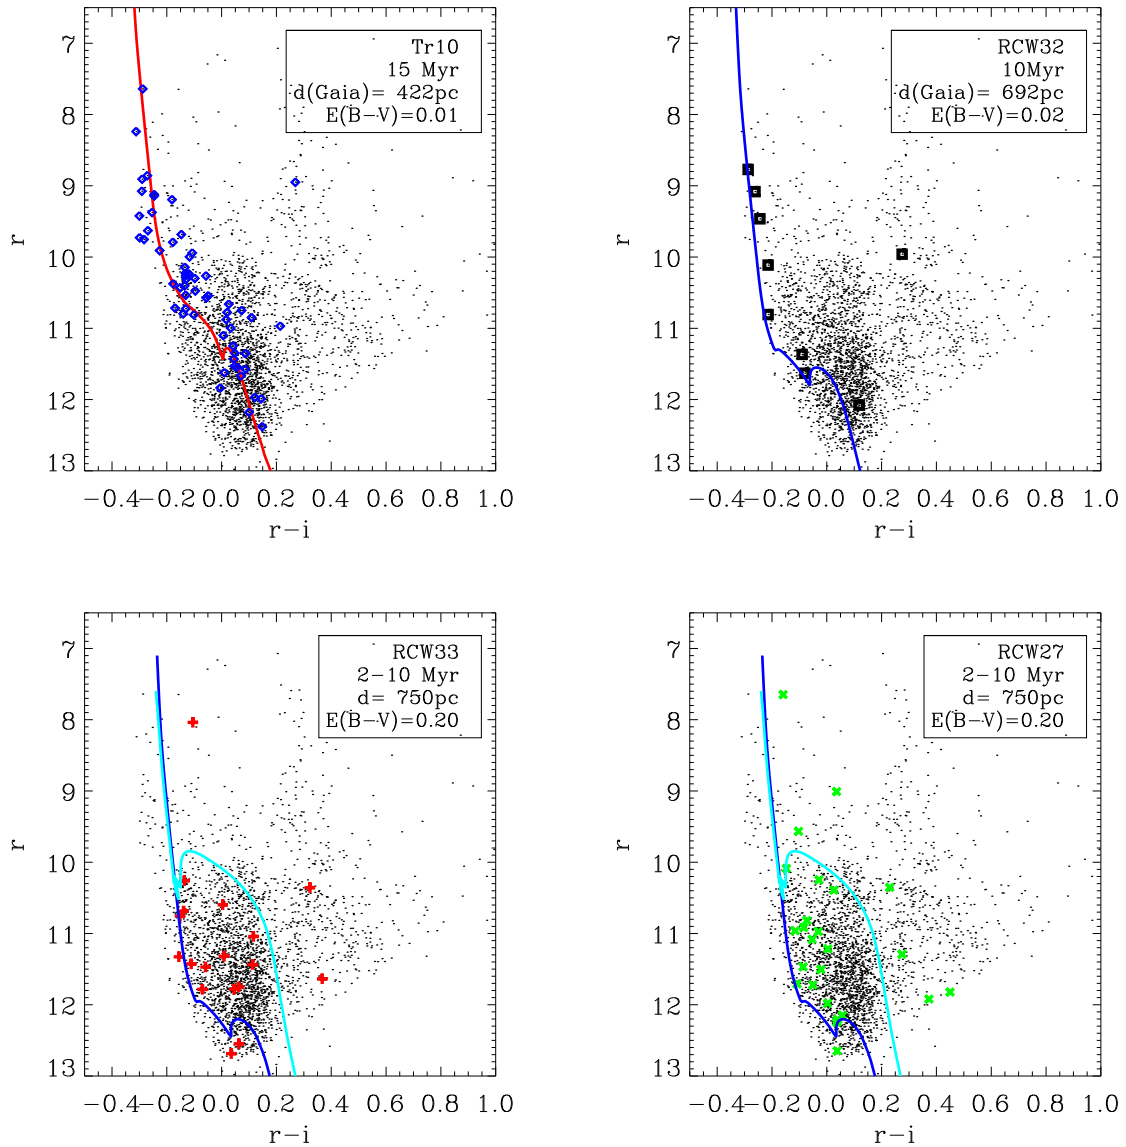 Tr10
15 Myr
d(Gaia)= 422pc
E(B−V)=0.01
7
8
9
10
11
12
13
r
−0.4−0.2 0.0 0.2 0.4 0.6 0.8 1.0
r−i
RCW32
10Myr
d(Gaia)= 692pc
E(B−V)=0.02
7
8
9
10
11
12
13
r
−0.4−0.2 0.0 0.2 0.4 0.6 0.8 1.0
r−i
RCW33
2−10 Myr
d= 750pc
E(B−V)=0.20
7
8
9
10
11
12
13
r
−0.4−0.2 0.0 0.2 0.4 0.6 0.8 1.0
r−i
RCW27
2−10 Myr
d= 750pc
E(B−V)=0.20
7
8
9
10
11
12
13
r
−0.4−0.2 0.0 0.2 0.4 0.6 0.8 1.0
r−i